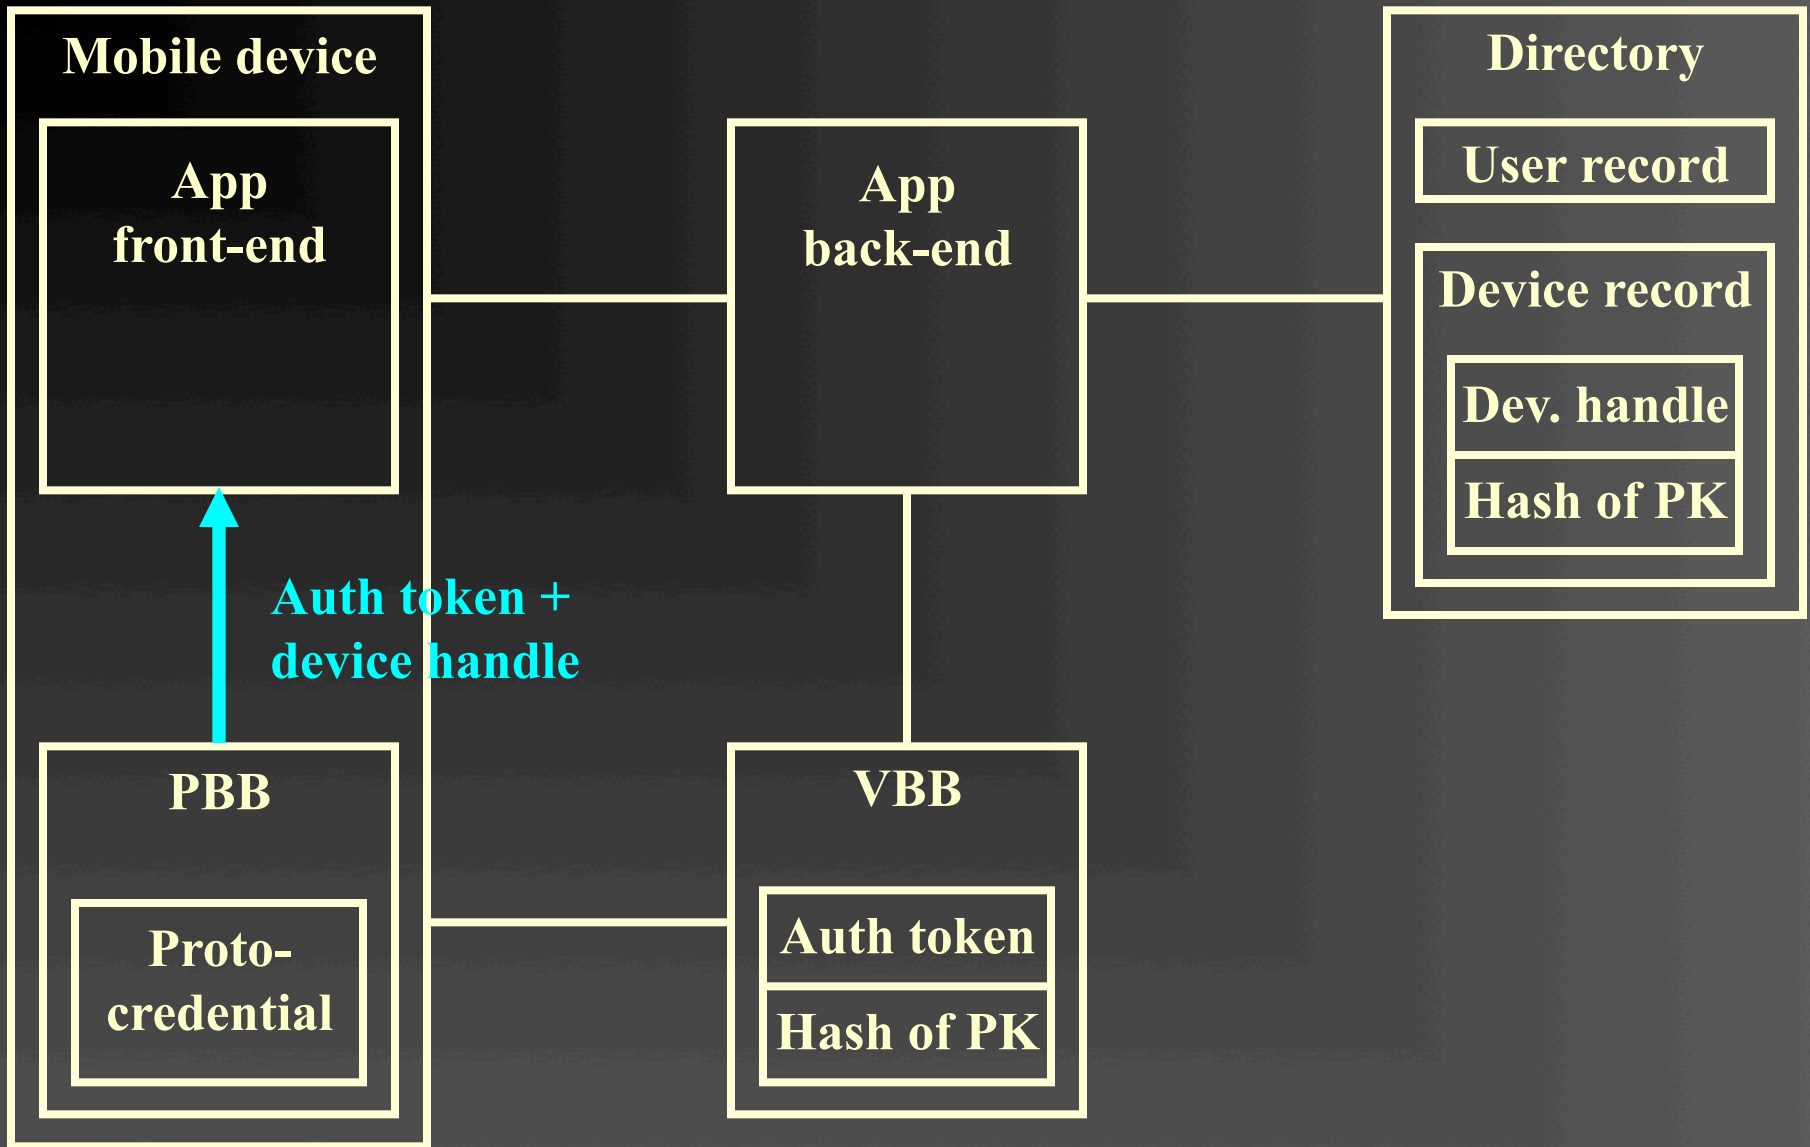 Mobile device
App
front-end
Auth token +
device handle
PBB
Proto-
credential
App
back-end
VBB
Auth token
Hash of PK
Directory
User record
Device record
Dev. handle
Hash of PK